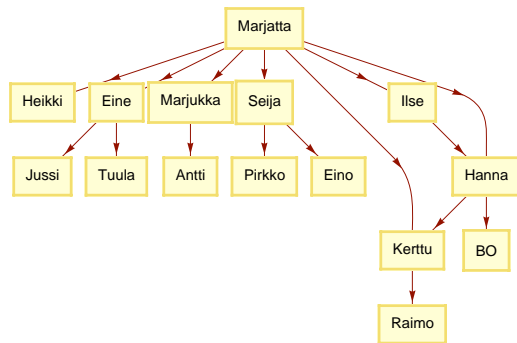 Marjatta
Heikki Eine Marjukka Seija Ilse
Jussi Tuula Antti Pirkko Eino Hanna
Kerttu BO
Raimo